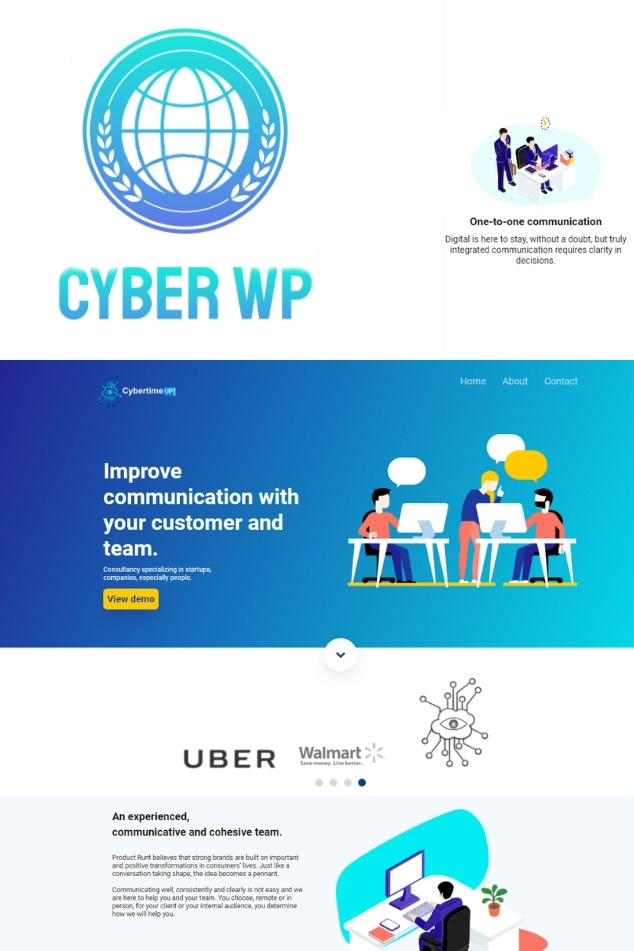 CYBER WP
One-to-one communication
Digital is here to stay, without a doubt, but truly
integrated communication requires clarity in
decisions.
Cybertime UP!
Home About Contact
Improve
communication with
your customer and
team.
Consultancy specializing in startups,
companies, especially people.
View demo
UBER
Walmart
Save money. Live better.
An experienced,
communicative and cohesive team.
Product Runt believes that strong brands are built on important
and positive transformations in consumers' lives. Just like a
conversation taking shape, the idea becomes a pennant.
Communicating well, consistently and clearly is not easy and we
are here to help you and your team. You choose, remote or in
person, for your client or your internal audience, you determine
how we will help you.